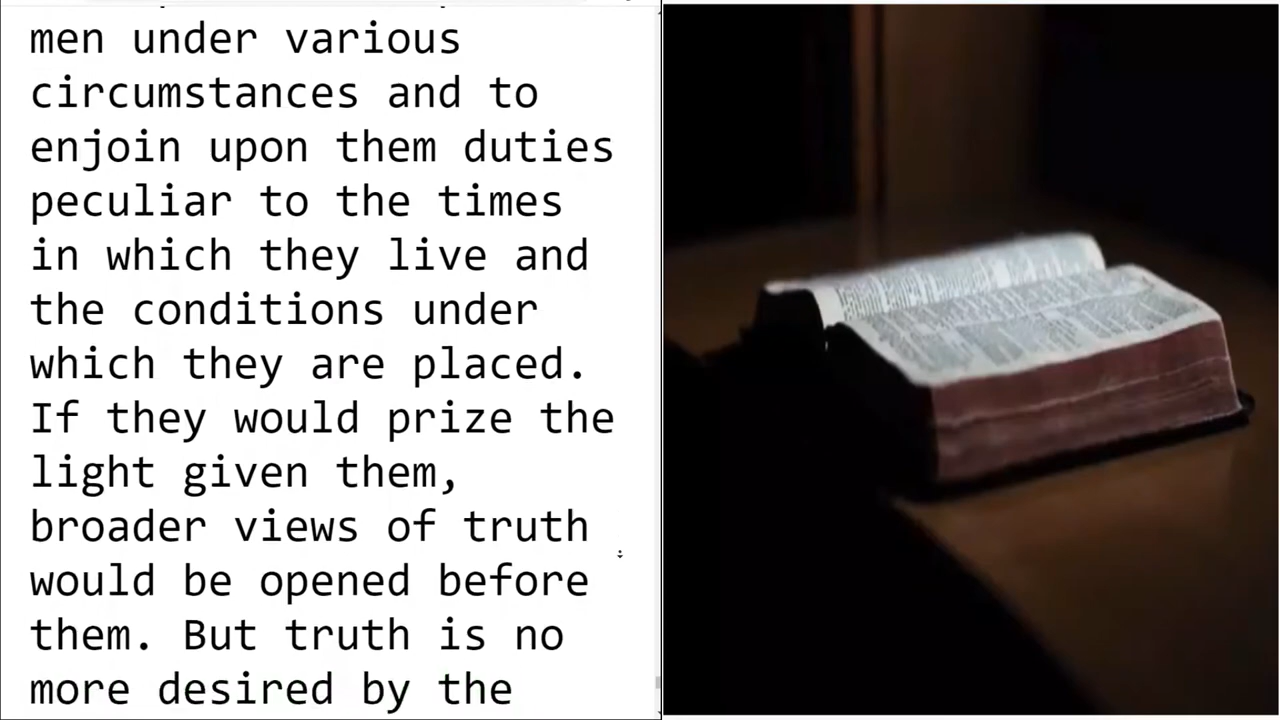 men under various
circumstances and to
enjoin upon them duties
peculiar to the times
in which they live and
the conditions under
which they are placed.
If they would prize the
light given them,
broader views of truth
would be opened before
them. But truth is no
more desired by the